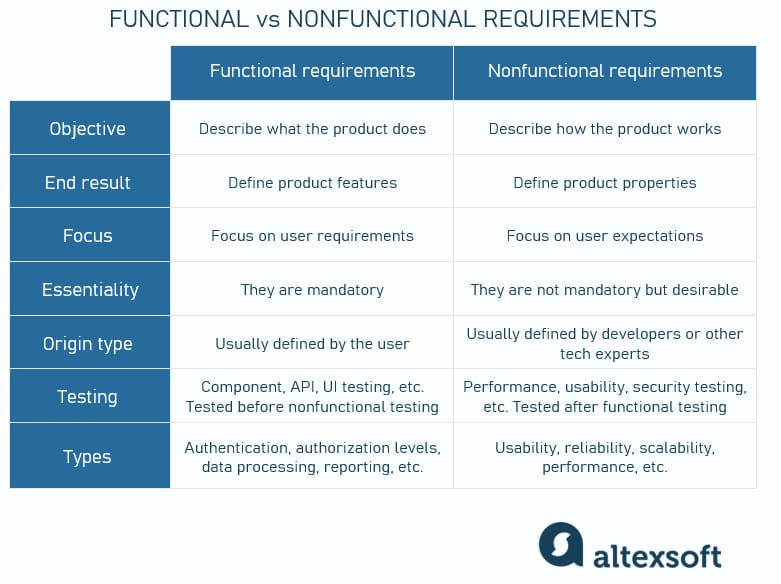 FUNCTIONAL vs NONFUNCTIONAL REQUIREMENTS
Functional requirements
Nonfunctional requirements
Objective
Describe what the product does
Describe how the product works
End result
Define product features
Define product properties
Focus
Focus on user requirements
Focus on user expectations
Essentiality
They are mandatory
They are not mandatory but desirable
Origin type
Usually defined by the user
Usually defined by developers or other
tech experts
Testing
Component, API, UI testing, etc.
Tested before nonfunctional testing
Performance, usability, security testing,
etc. Tested after functional testing
Types
Authentication, authorization levels,
data processing, reporting, etc.
Usability, reliability, scalability,
performance, etc.
altexsoft